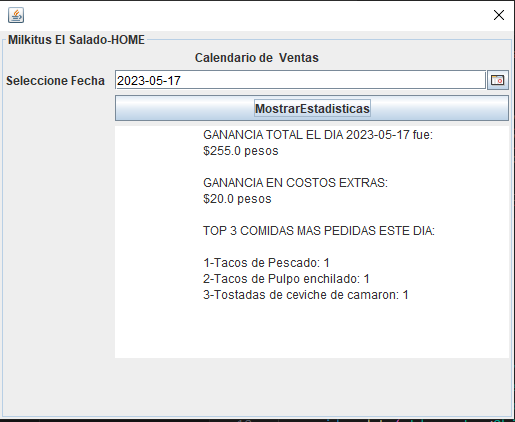 Milkitus El Salado-HOME
Calendario de Ventas
Seleccione Fecha 2023-05-17
MostrarEstadisticas
GANANCIA TOTAL EL DIA 2023-05-17 fue:
$255.0 pesos
GANANCIA EN COSTOS EXTRAS:
$20.0 pesos
TOP 3 COMIDAS MAS PEDIDAS ESTE DIA:
1-Tacos de Pescado: 1
2-Tacos de Pulpo enchilado: 1
3-Tostadas de ceviche de camaron: 1